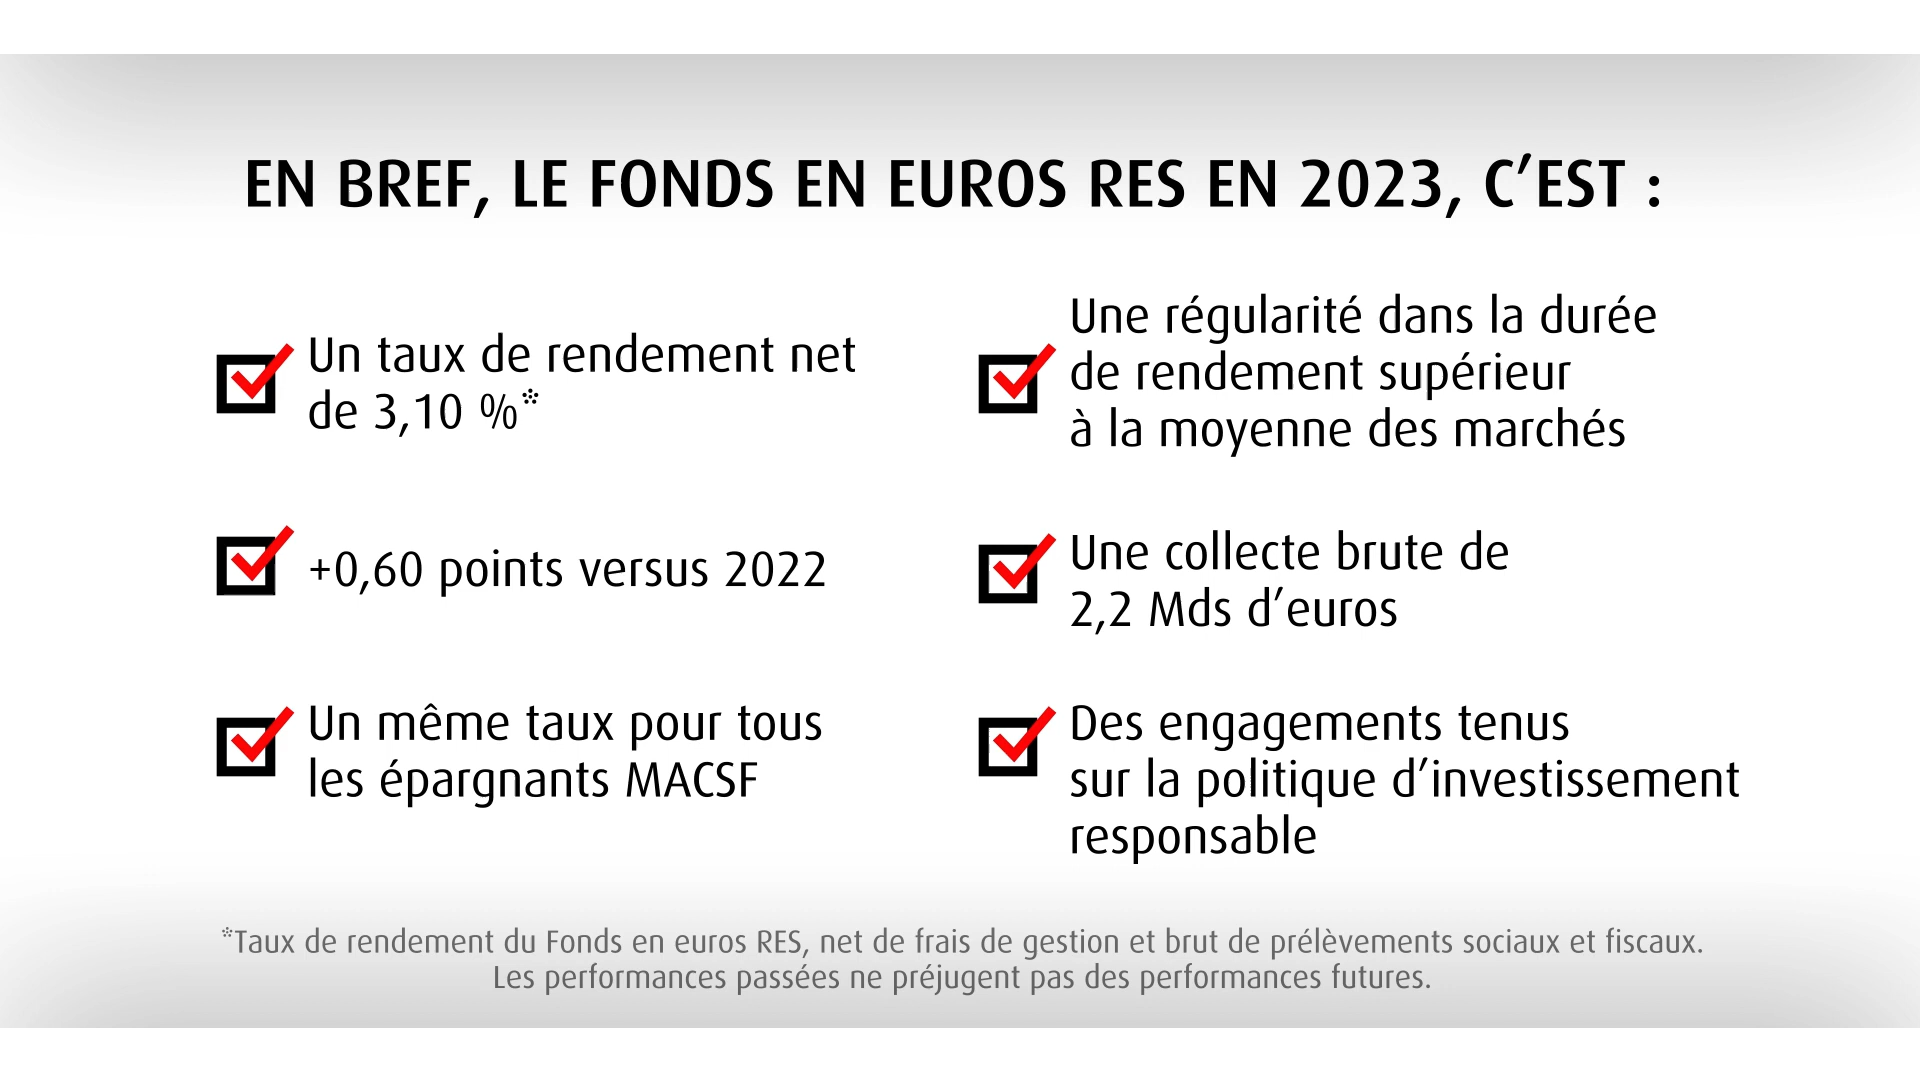 EN BREF, LE FONDS EN EUROS RES EN 2023, C’EST :
Un taux de rendement net
de 3,10 %*
+0,60 points versus 2022
Un même taux pour tous
les épargnants MACSF
Une régularité dans la durée
de rendement supérieur
à la moyenne des marchés
Une collecte brute de
2,2 Mds d’euros
Des engagements tenus
sur la politique d’investissement
responsable
*Taux de rendement du Fonds en euros RES, net de frais de gestion et brut de prélèvements sociaux et fiscaux.
Les performances passées ne préjugent pas des performances futures.